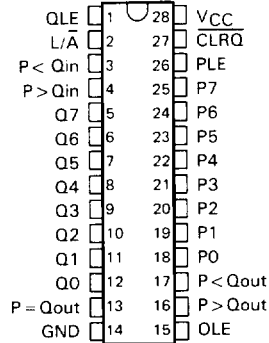 QLE 1 28 VCC
L/A̅ 2 27 C̅L̅R̅Q̅
P<Qin 3 26 PLE
P>Qin 4 25 P7
Q7 5 24 P6
Q6 6 23 P5
Q5 7 22 P4
Q4 8 21 P3
Q3 9 20 P2
Q2 10 19 P1
Q1 11 18 P0
Q0 12 17 P<Qout
P=Qout 13 16 P>Qout
GND 14 15 OLE